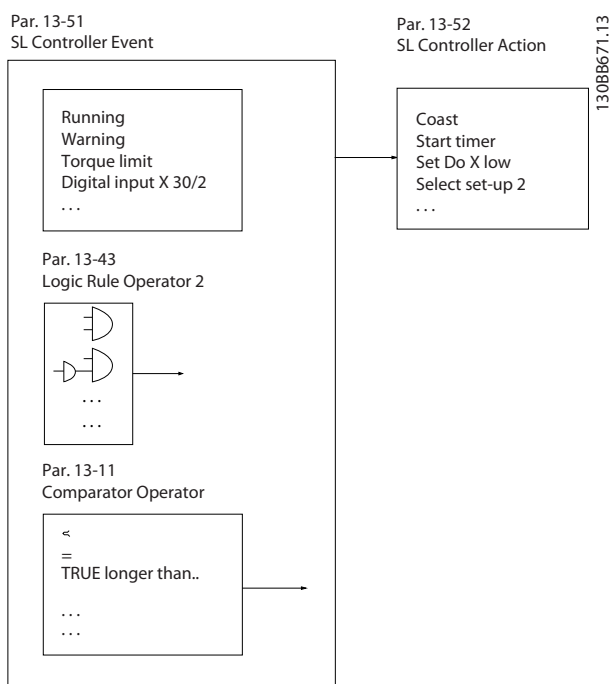 Par. 13-51
SL Controller Event
Par. 13-52
SL Controller Action
130BB671.13
Running
Warning
Torque limit
Digital input X 30/2
. . .
Coast
Start timer
Set Do X low
Select set-up 2
. . .
Par. 13-43
Logic Rule Operator 2
. . .
. . .
Par. 13-11
Comparator Operator
=
TRUE longer than..
. . .
. . .